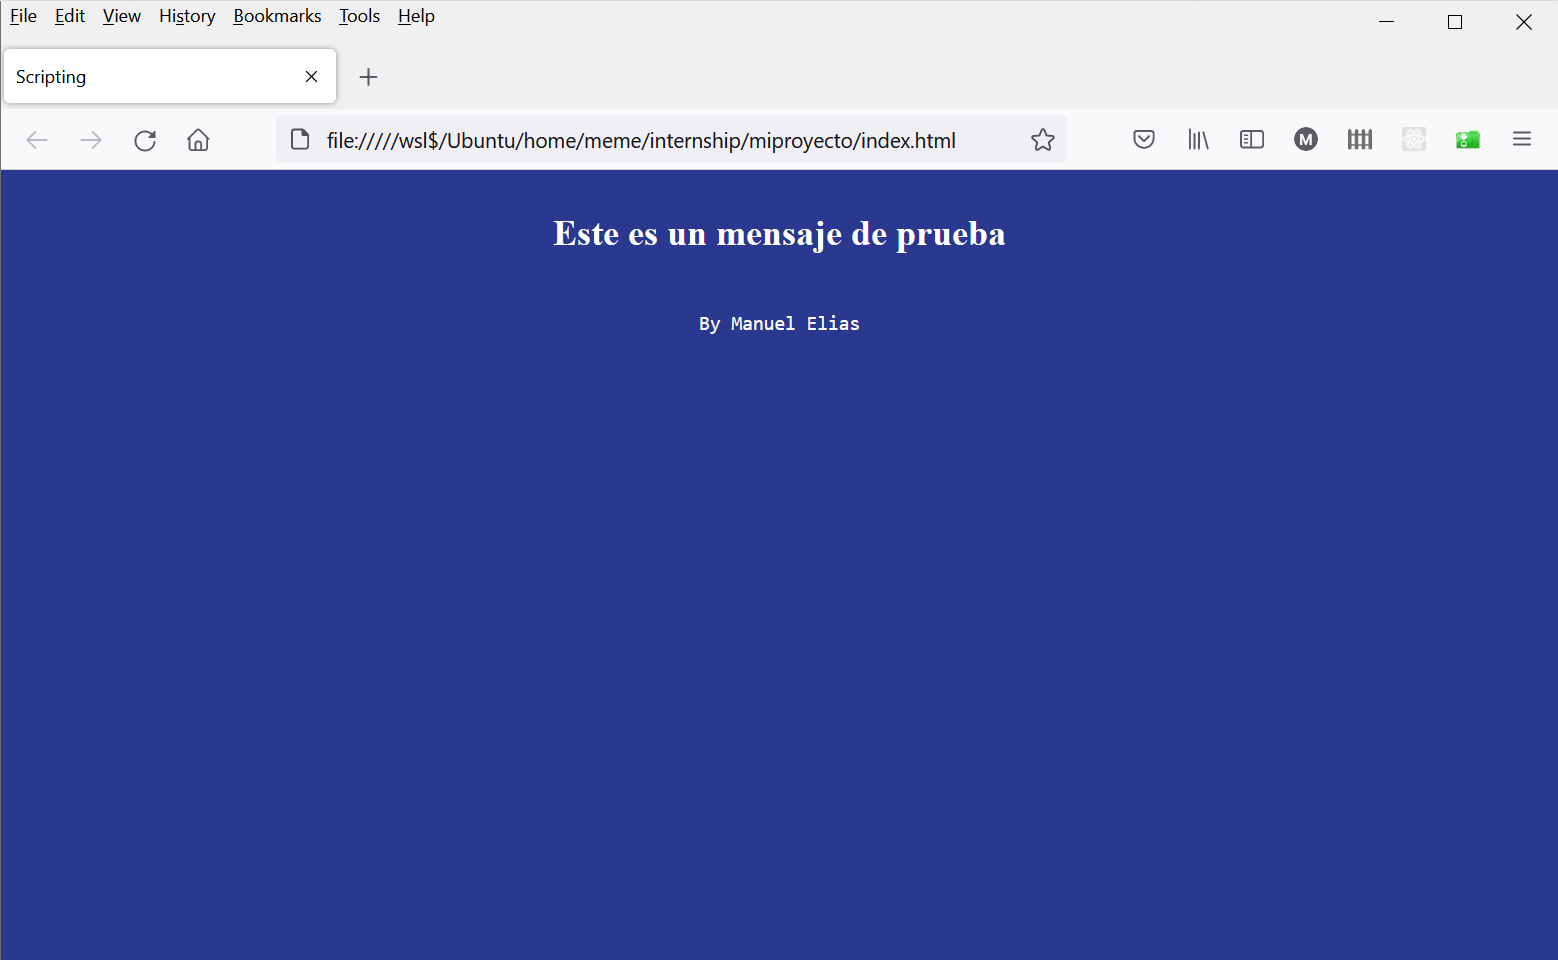 File Edit View History Bookmarks Tools Help
Scripting
file://///wsl$/Ubuntu/home/meme/internship/miproyecto/index.html
M
Este es un mensaje de prueba
By Manuel Elias